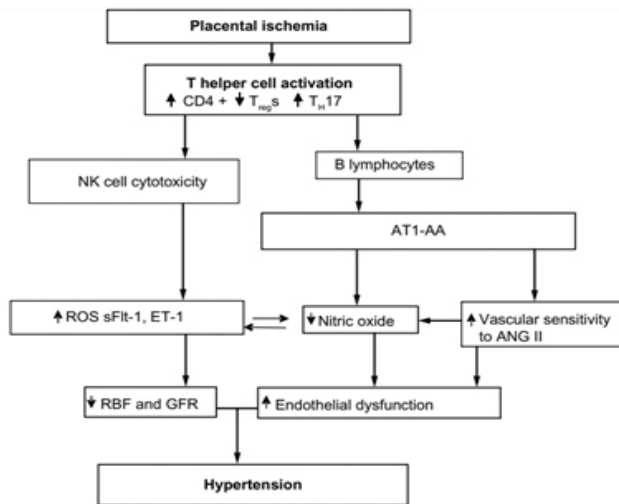 Placental ischemia
T helper cell activation
↑ CD4 + ↓ Tregs ↑ TH17
NK cell cytotoxicity
B lymphocytes
AT1-AA
↑ ROS sFlt-1, ET-1
↓ Nitric oxide
↑ Vascular sensitivity
to ANG II
↓ RBF and GFR
↑ Endothelial dysfunction
Hypertension